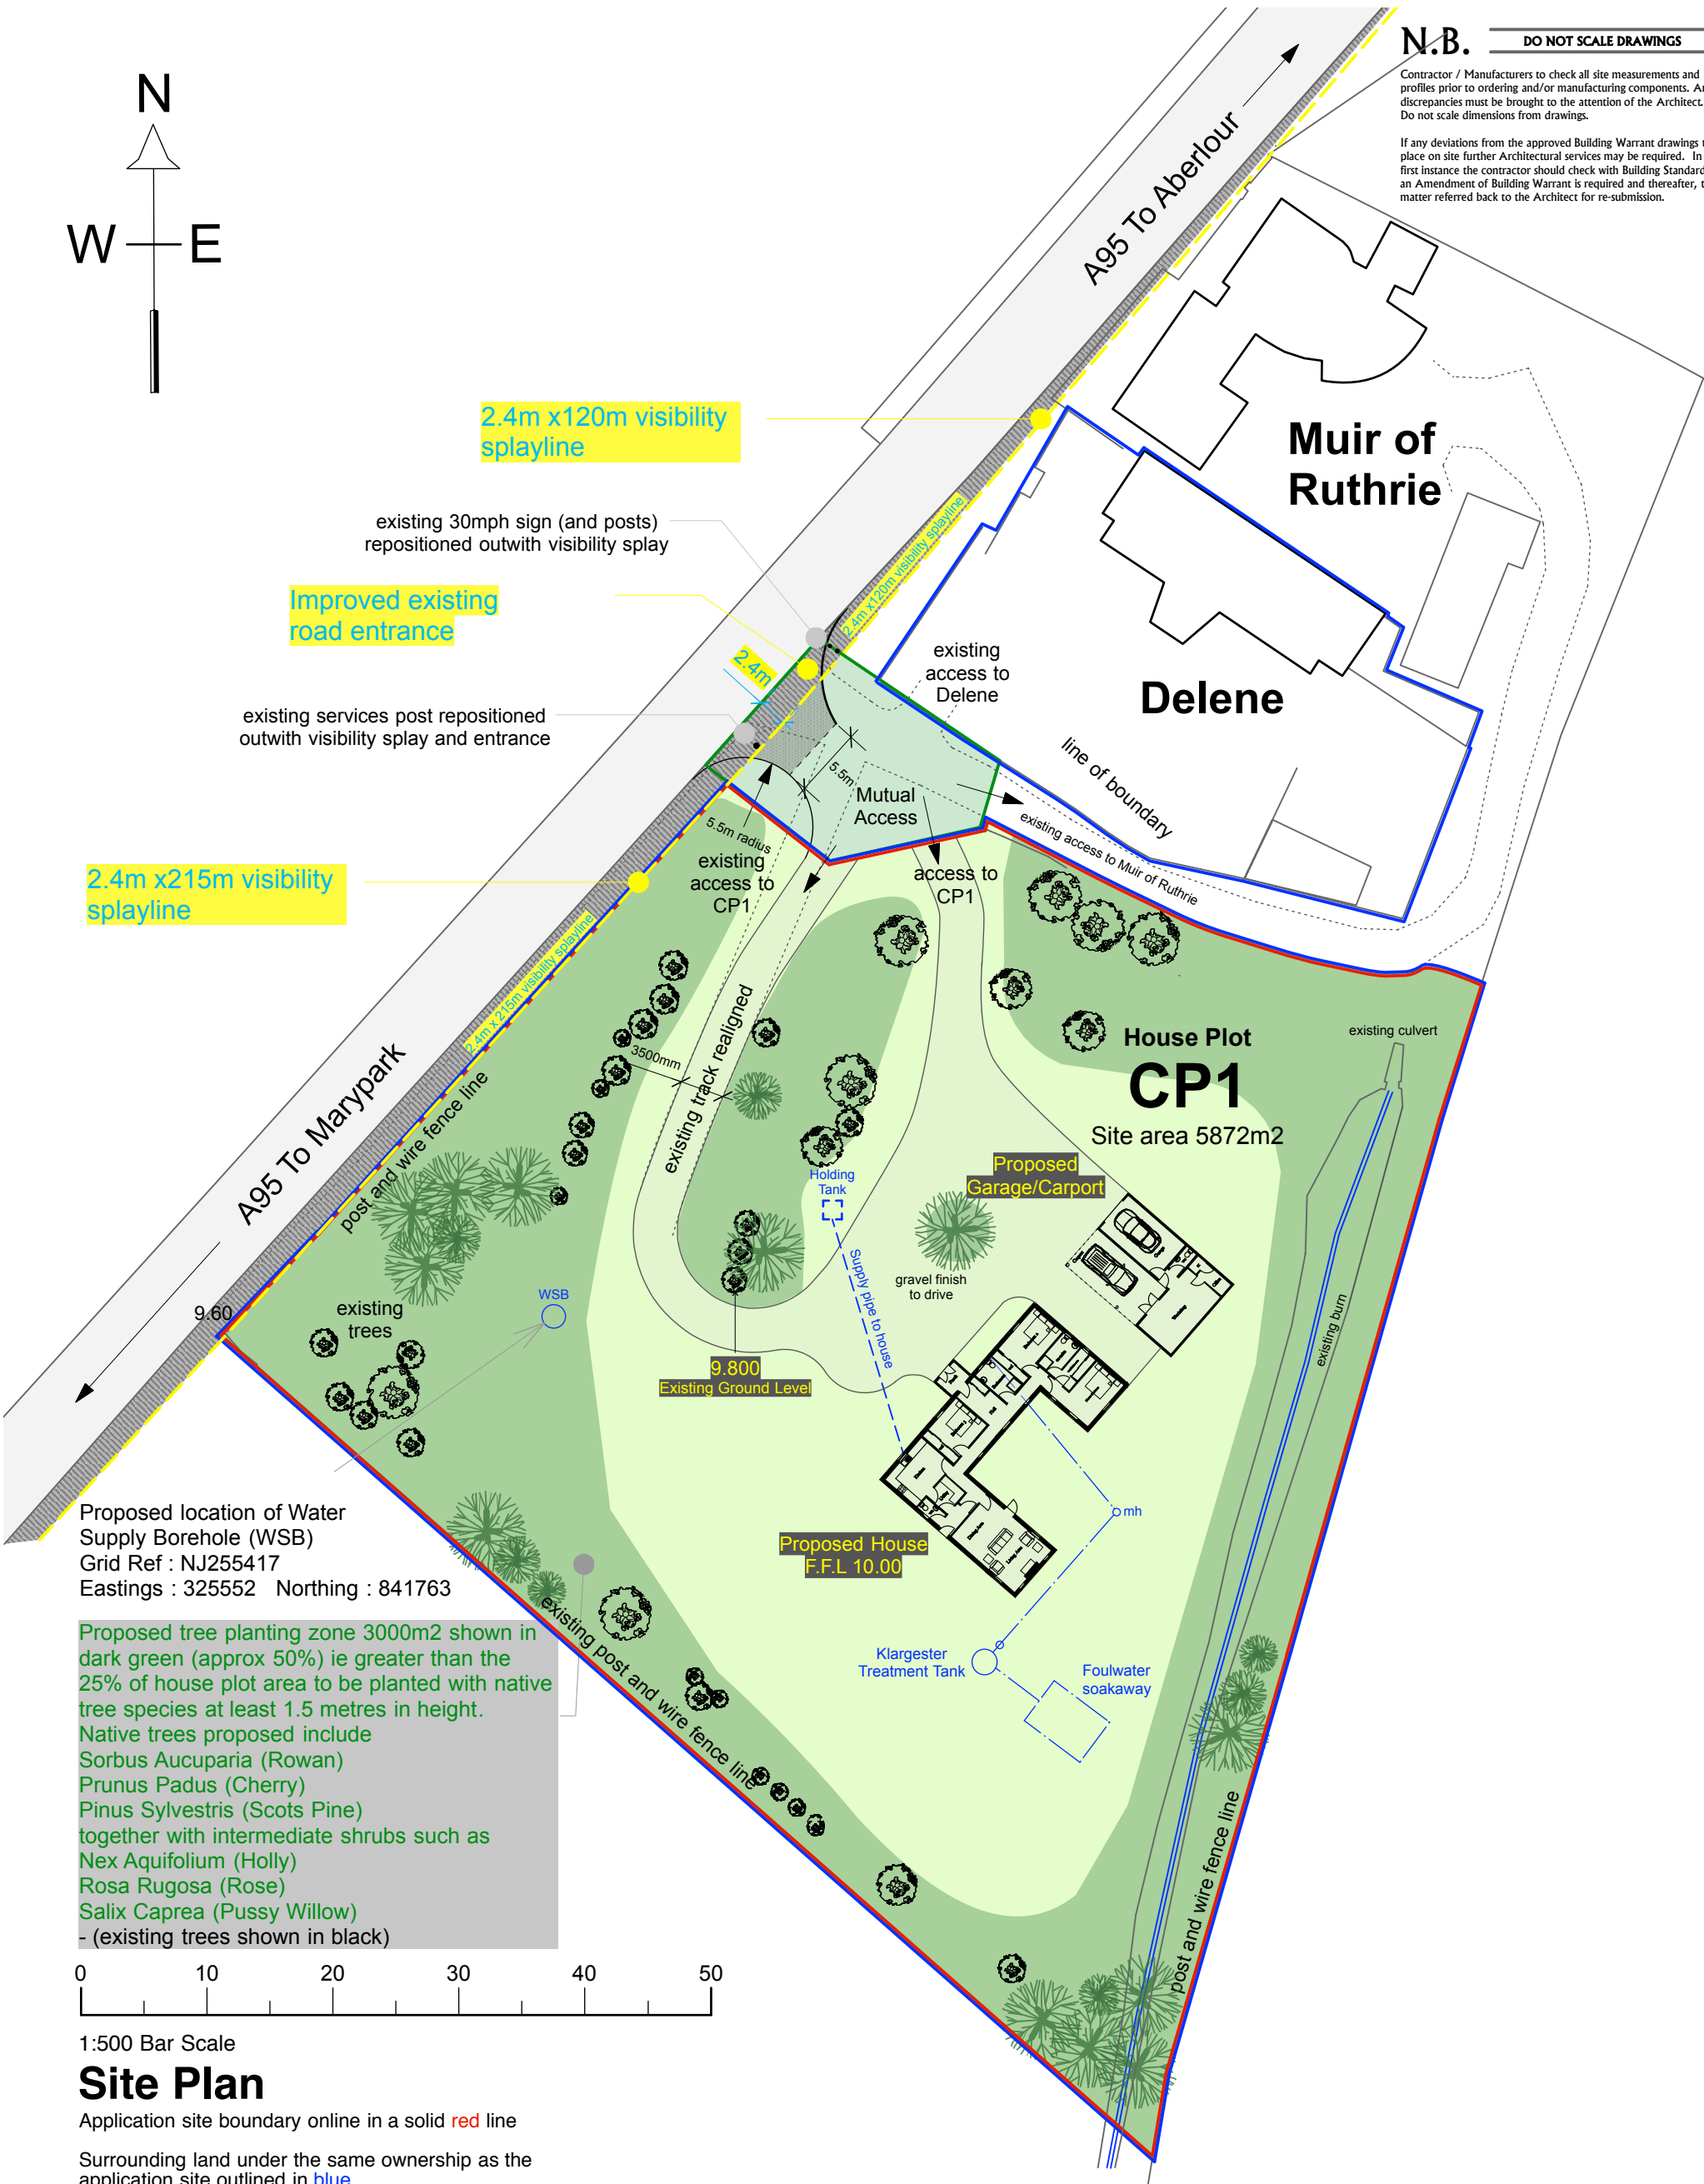 N
W E
N.B.
DO NOT SCALE DRAWINGS
Contractor / Manufacturers to check all site measurements and
profiles prior to ordering and/or manufacturing components.
discrepancies must be brought to the attention of the Architect.
Do not scale dimensions from drawings.
If any deviations from the approved Building Warrant drawings
place on site further Architectural services may be required. In
first instance the contractor should check with Building Standard
an Amendment of Building Warrant is required and thereafter,
matter referred back to the Architect for re-submission.
A95 To Aberlour
Muir of
Ruthrie
2.4m x120m visibility
splayline
existing 30mph sign (and posts)
repositioned outwith visibility splay
2.4m x120m visibility splayline
Improved existing
road entrance
2.4m
existing
access to
Delene
Delene
existing services post repositioned
outwith visibility splay and entrance
line of boundary
5.5m
Mutual
Access
5.5m radius
existing access to Muir of Ruthrie
existing
access to
CP1
access to
CP1
2.4m x215m visibility
splayline
2.4m x 215m visibility splayline
existing track realigned
3500mm
House Plot
CP1
Site area 5872m2
existing culvert
A95 To Marypark
post and wire fence line
Proposed
Garage/Carport
Holding
Tank
Supply pipe to house
gravel finish
to drive
WSB
9.60
existing
trees
existing burn
9.800
Existing Ground Level
mh
Proposed House
F.F.L 10.00
Proposed location of Water
Supply Borehole (WSB)
Grid Ref : NJ255417
Eastings : 325552 Northing : 841763
existing post and wire fence line
Klargester
Treatment Tank
Foulwater
soakaway
Proposed tree planting zone 3000m2 shown in
dark green (approx 50%) ie greater than the
25% of house plot area to be planted with native
tree species at least 1.5 metres in height.
Native trees proposed include
Sorbus Aucuparia (Rowan)
Prunus Padus (Cherry)
Pinus Sylvestris (Scots Pine)
together with intermediate shrubs such as
Nex Aquifolium (Holly)
Rosa Rugosa (Rose)
Salix Caprea (Pussy Willow)
- (existing trees shown in black)
post and wire fence line
0 10 20 30 40 50
1:500 Bar Scale
Site Plan
Application site boundary online in a solid red line
Surrounding land under the same ownership as the
application site outlined in blue